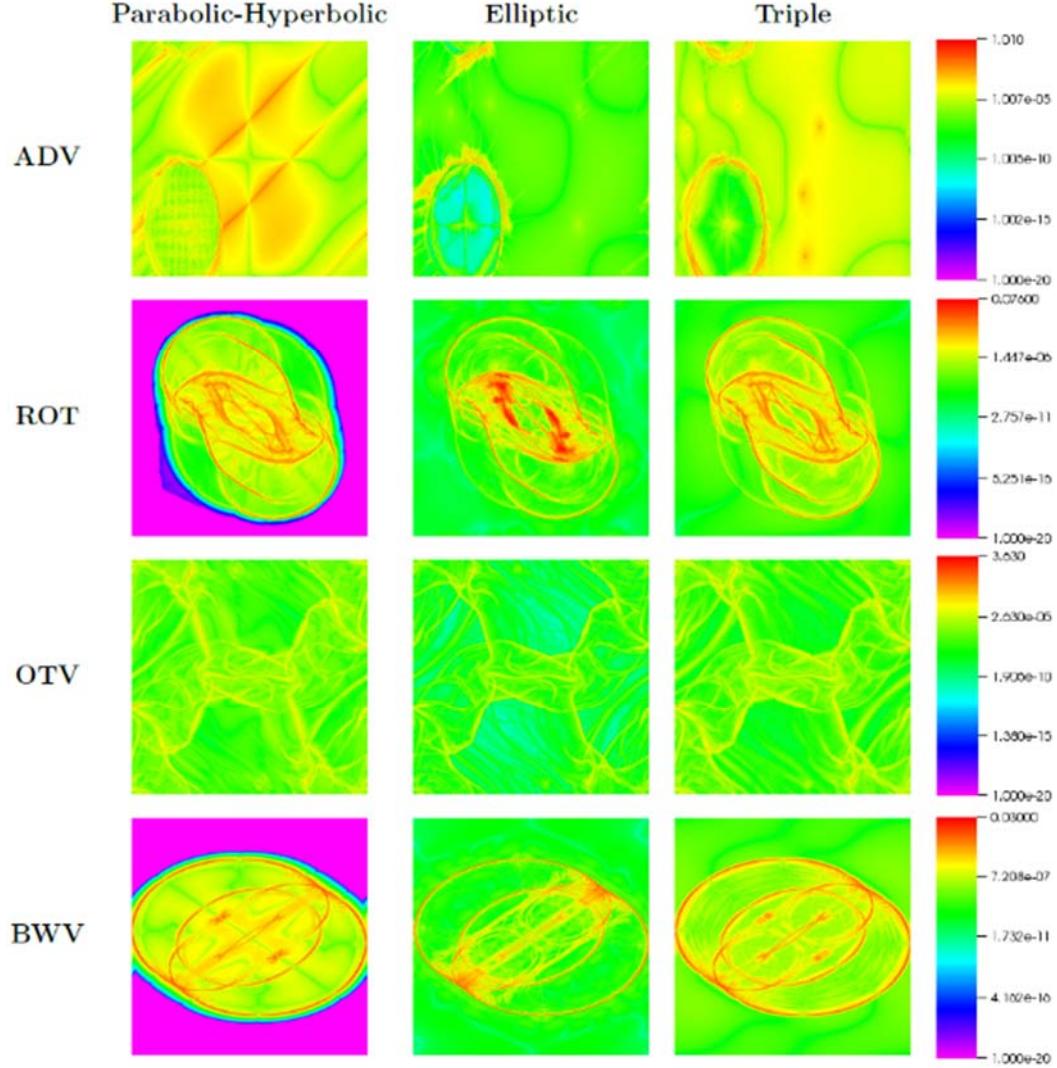 Parabolic-Hyperbolic Elliptic Triple
ADV
1.010
1.007e-05
1.005e-10
1.002e-15
1.000e-20
ROT
0.07600
1.447e-06
2.757e-11
5.251e-16
1.000e-20
OTV
3.630
2.630e-05
1.906e-10
1.380e-15
1.000e-20
BWV
0.03000
7.208e-07
1.732e-11
4.162e-16
1.000e-20